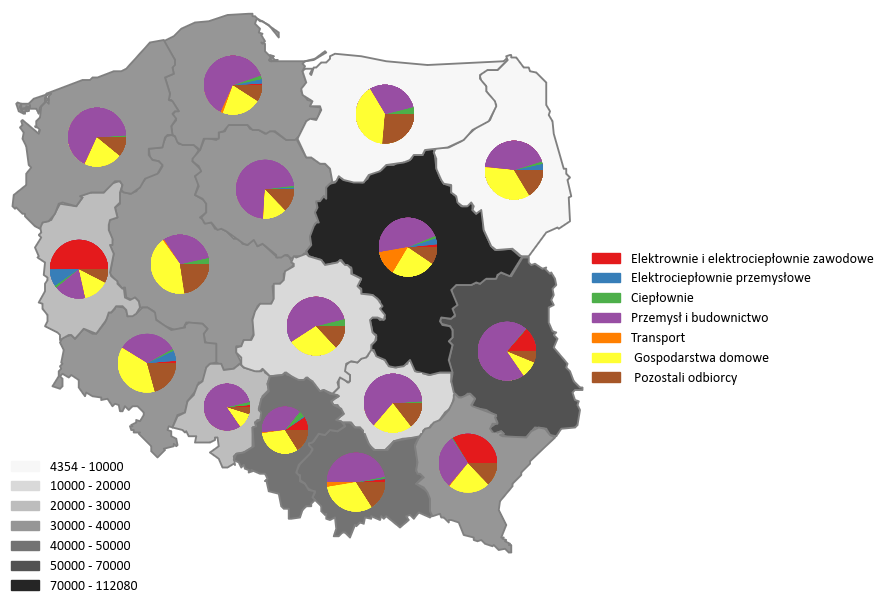 Elektrownie i elektrociepłownie zawodowe
Elektrociepłownie przemysłowe
Ciepłownie
Przemysł i budownictwo
Transport
Gospodarstwa domowe
Pozostali odbiorcy
4354 - 10000
10000 - 20000
20000 - 30000
30000 - 40000
40000 - 50000
50000 - 70000
70000 - 112080